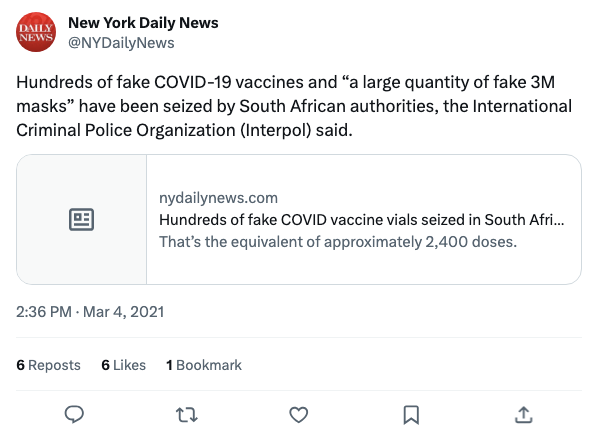 DAILY
NEWS
New York Daily News
@NYDailyNews
Hundreds of fake COVID-19 vaccines and “a large quantity of fake 3M
masks” have been seized by South African authorities, the International
Criminal Police Organization (Interpol) said.
nydailynews.com
Hundreds of fake COVID vaccine vials seized in South Afri...
That’s the equivalent of approximately 2,400 doses.
2:36 PM · Mar 4, 2021
6 Reposts 6 Likes 1 Bookmark